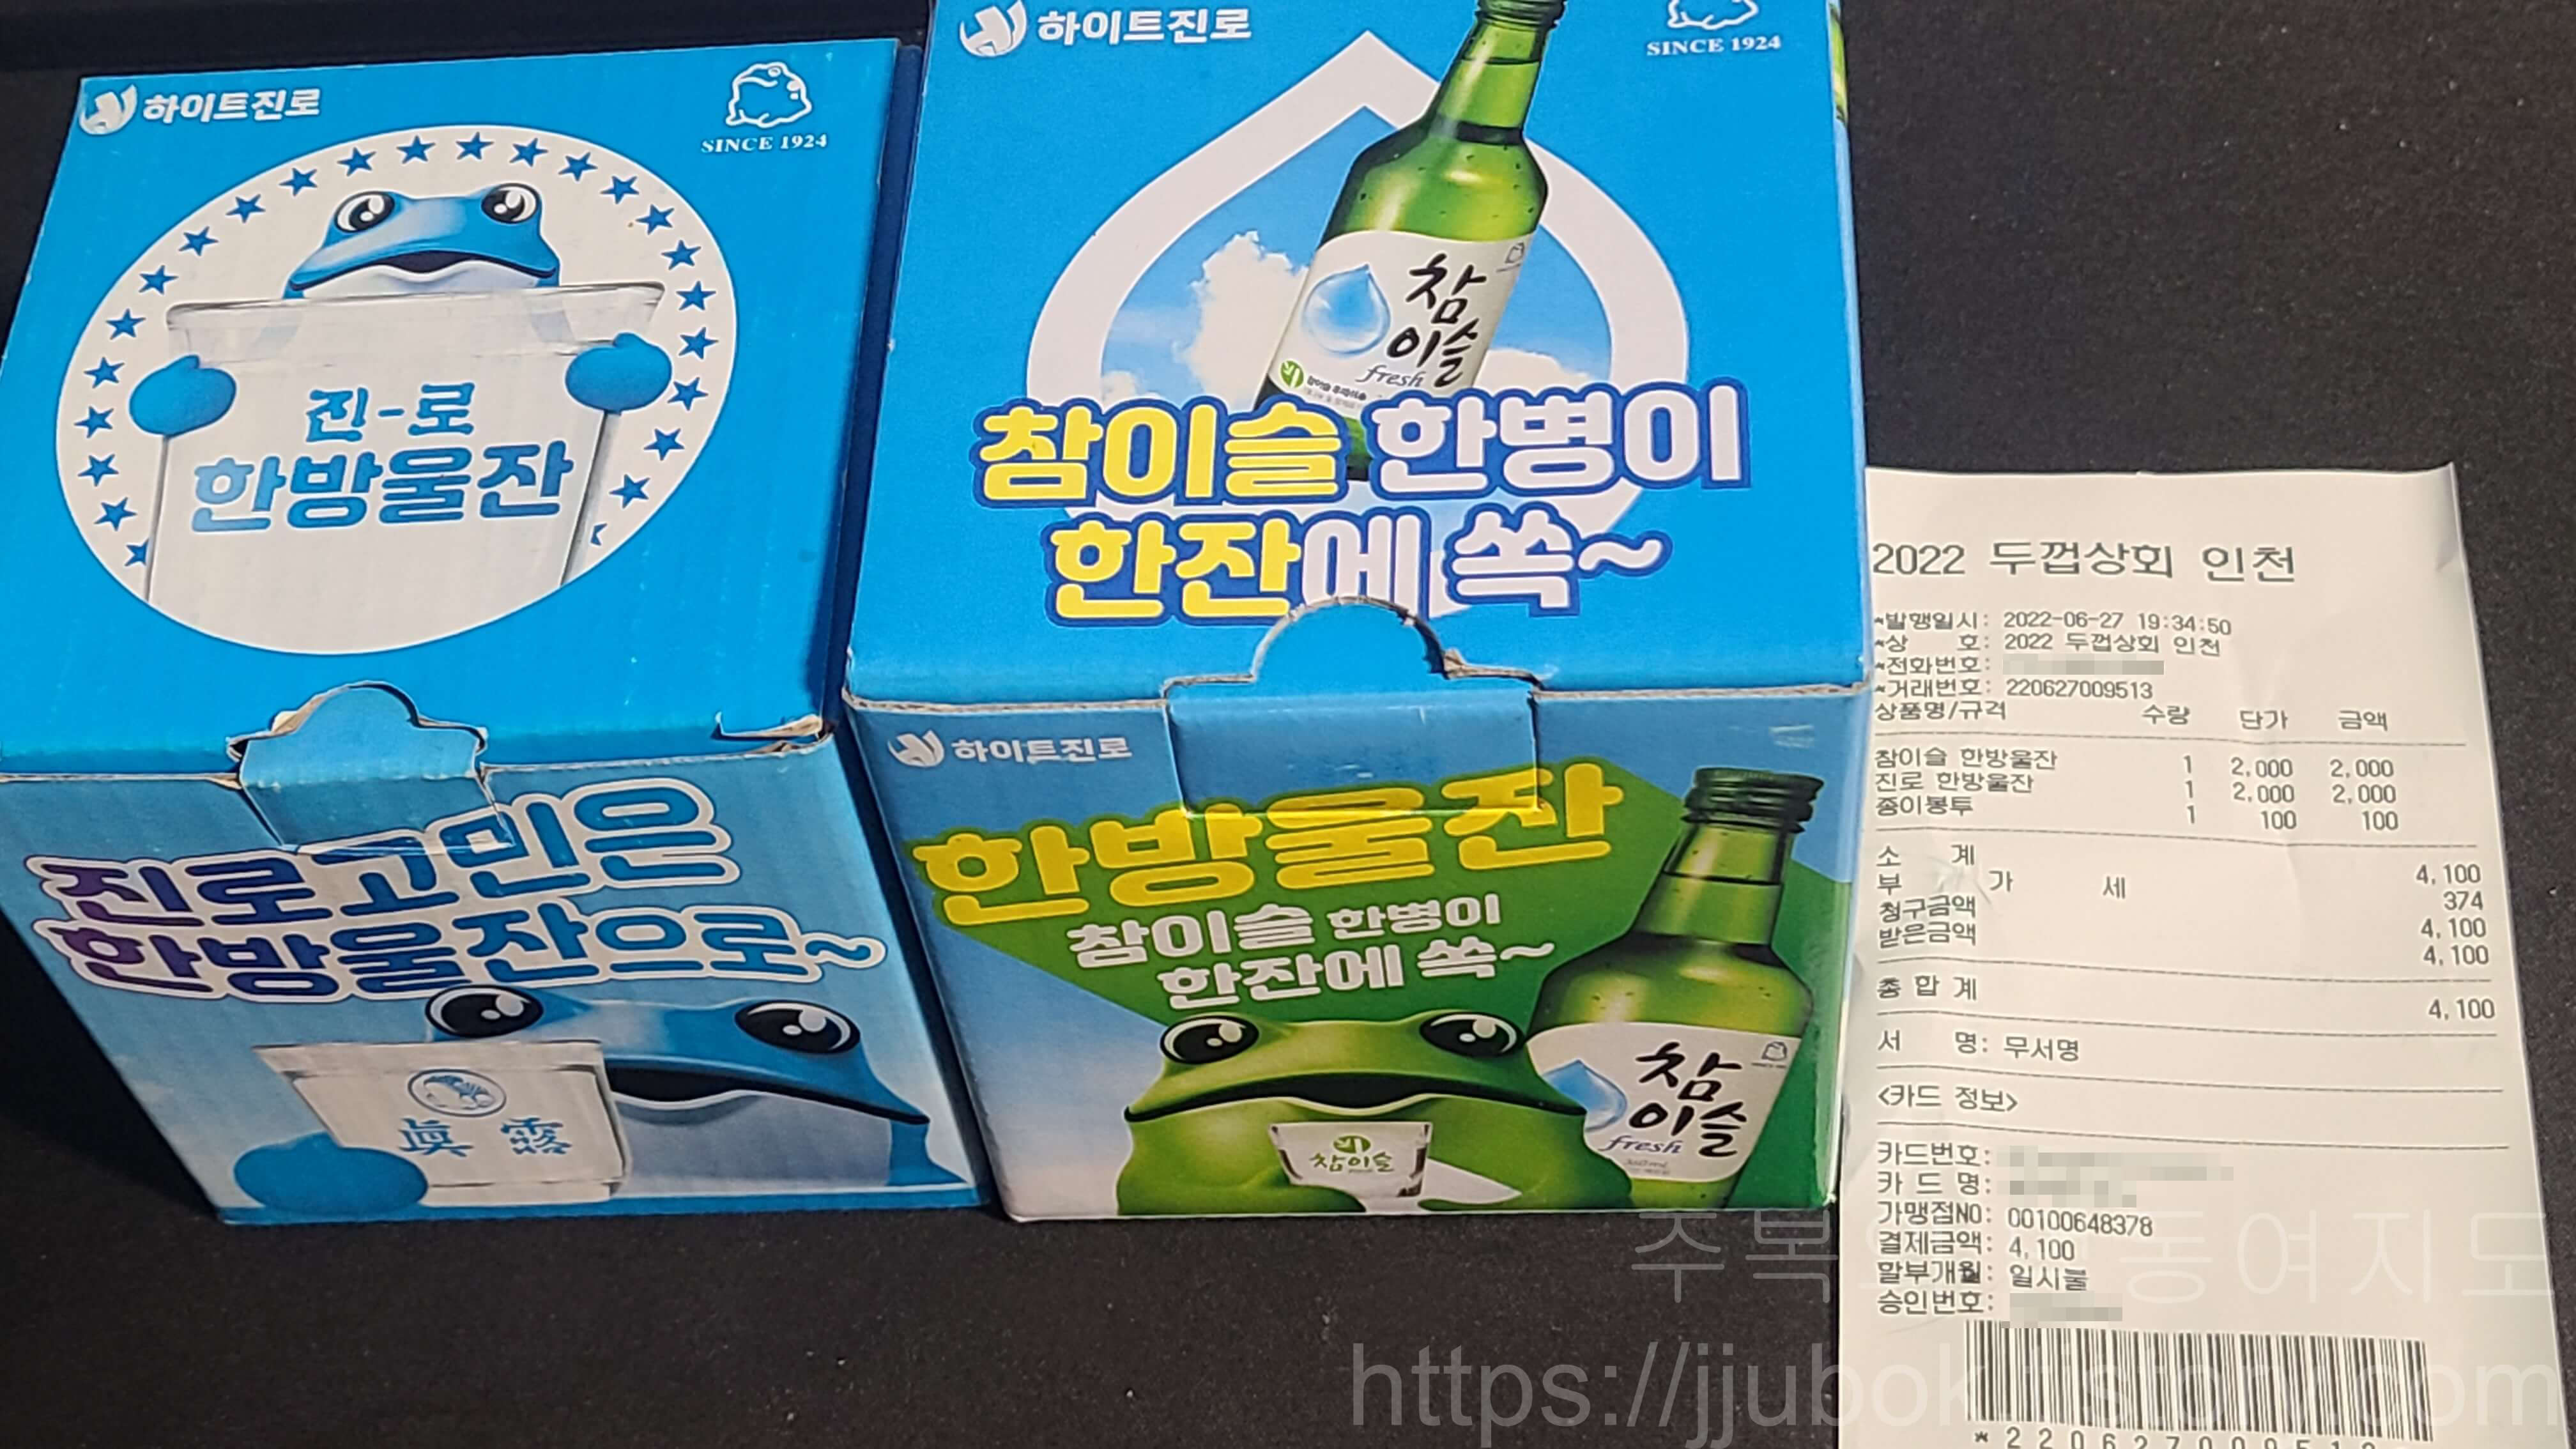 하이트진로
SINCE 1924
진-로
한방울잔
진로고민은
한방울잔으로~
眞露
하이트진로
SINCE 1924
참
이슬
fresh
참이슬 한병이
한잔에 쏙~
하이트진로
한방울잔
참이슬 한병이
한잔에 쏙~
참이슬
참
이슬
fresh
2022 두껍상회 인천
*발행일시: 2022-06-27 19:34:50
*상 호: 2022 두껍상회 인천
*전화번호:
*거래번호: 220627009513
상품명/규격 수량 단가 금액
참이슬 한방울잔 1 2,000 2,000
진로 한방울잔 1 2,000 2,000
종이봉투 1 100 100
소 계 4,100
부 가 세 374
청구금액 4,100
받은금액 4,100
총 합 계 4,100
서 명: 무서명
<카드 정보>
카드번호:
카 드 명:
가맹점NO: 00100648378
결제금액: 4,100
할부개월: 일시불
승인번호:
주복 동여지도
https://jjubok.tistory.com